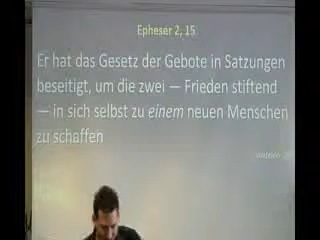 Epheser 2, 15
Er hat das Gesetz der Gebote in Satzungen
beseitigt, um die zwei — Frieden stiftend
— in sich selbst zu einem neuen Menschen
zu schaffen